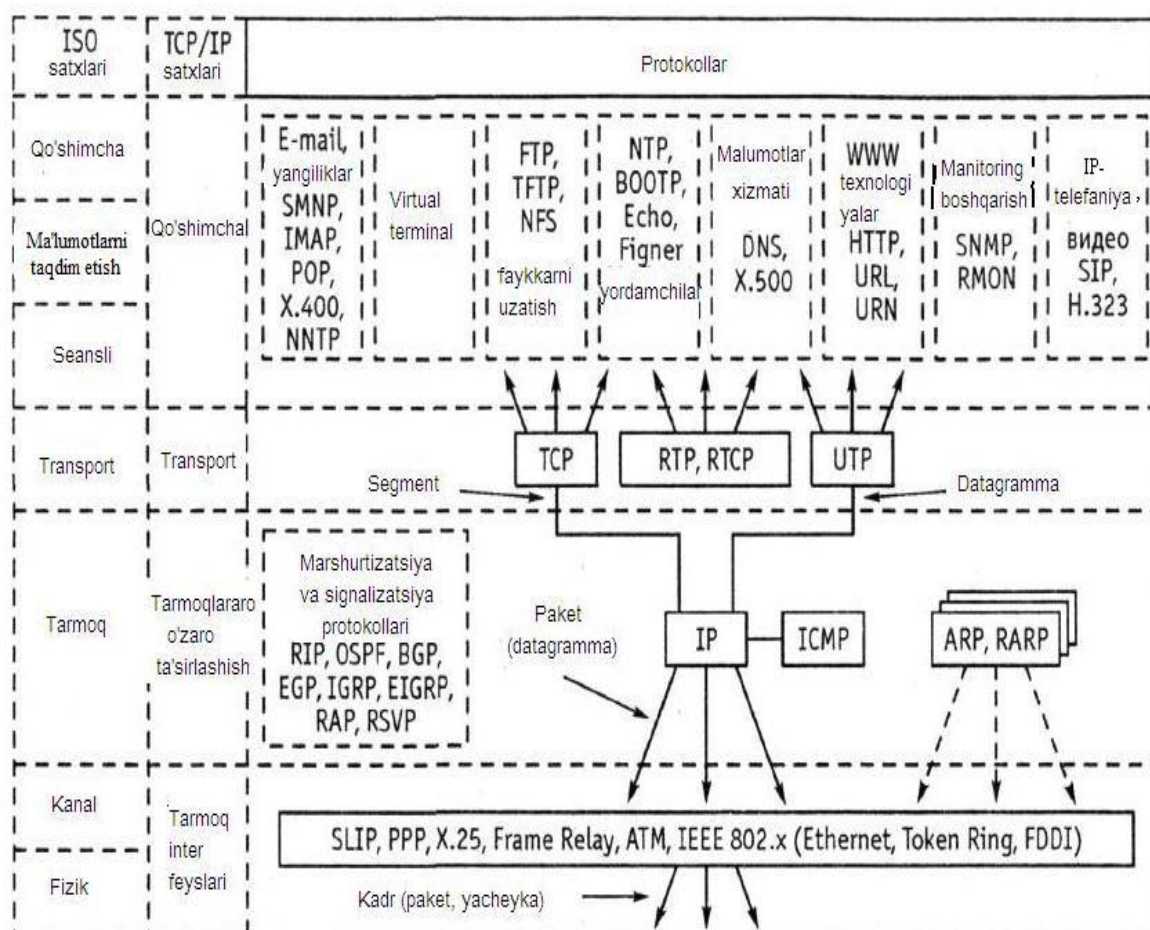 ISO
satxlari
TCP/IP
satxlari
Protokollar
Qo'shimcha
Ma'lumotlarni
taqdim etish
Seansli
Qo'shimchal
E-mail,
yangiliklar
SMNP,
IMAP,
POP,
X.400,
NNTP
Virtual
terminal
FTP,
TFTP,
NFS
faykkarni
uzatish
NTP,
BOOTP,
Echo,
Figner
yordamchilar
Malumotlar
xizmati
DNS,
X.500
WWW
texnologi
yalar
HTTP,
URL,
URN
Manitoring
boshqarish
SNMP,
RMON
IP-
telefaniya,
видео
SIP,
H.323
Transport
Transport
TCP
RTP, RTCP
UTP
Segment
Datagramma
Tarmoq
Tarmoqlararo
o'zaro
ta'sirlashish
Marshurtizatsiya
va signalizatsiya
protokollari
RIP, OSPF, BGP,
EGP, IGRP, EIGRP,
RAP, RSVP
Paket
(datagramma)
IP
ICMP
ARP, RARP
Kanal
Fizik
Tarmoq
inter
feyslari
SLIP, PPP, X.25, Frame Relay, ATM, IEEE 802.x (Ethernet, Token Ring, FDDI)
Kadr (paket, yacheyka)